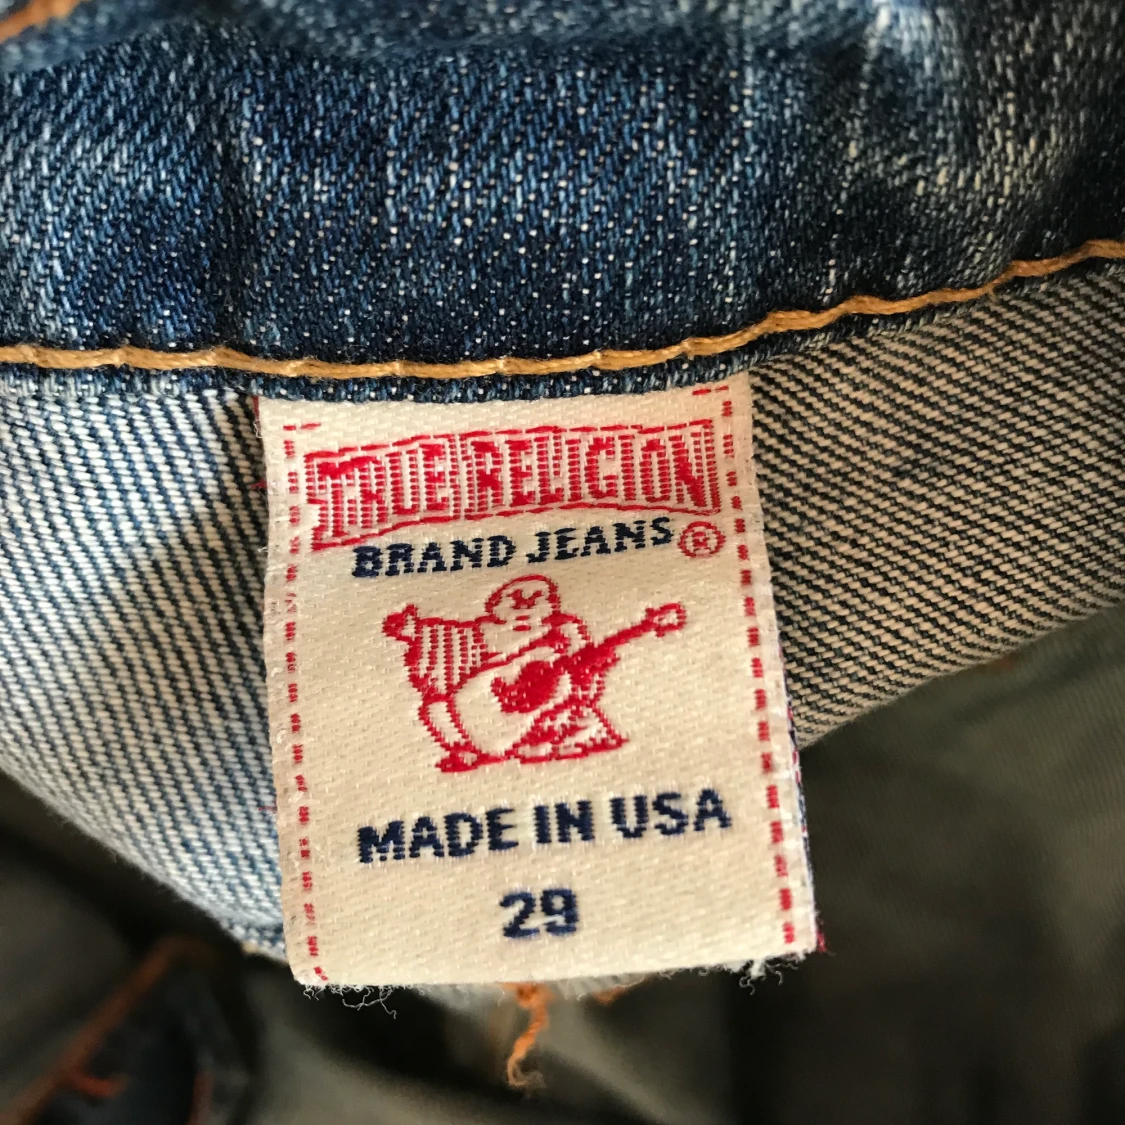 TRUE RELIGION
BRAND JEANS®
MADE IN USA
29